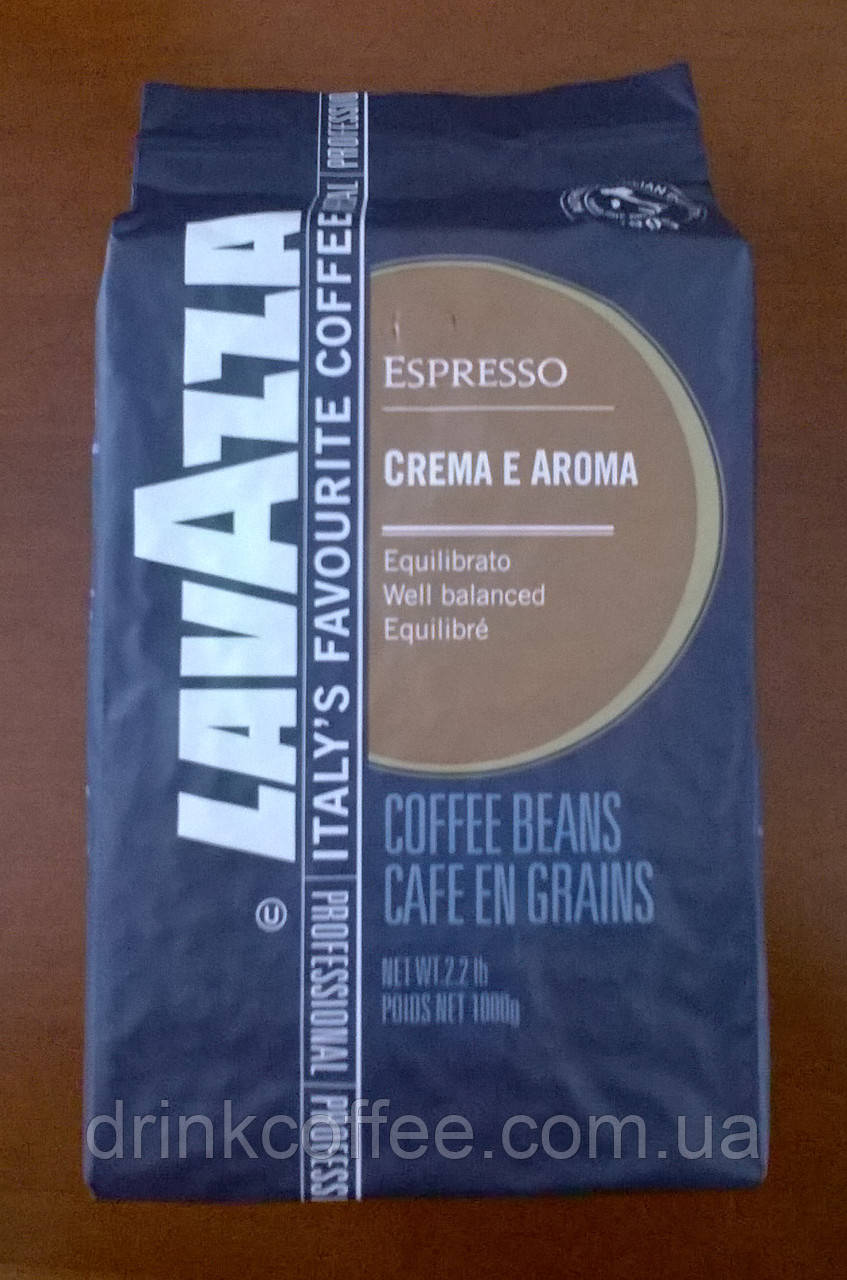 LAVAZZA
PROFESSIONAL | ITALY'S FAVOURITE COFFEE
PROFESSIONAL
ESPRESSO
CREMA E AROMA
Equilibrato
Well balanced
Equilibré
COFFEE BEANS
CAFE EN GRAINS
NET WT.2.2 lb
POIDS NET 1000g
U
drinkcoffee.com.ua